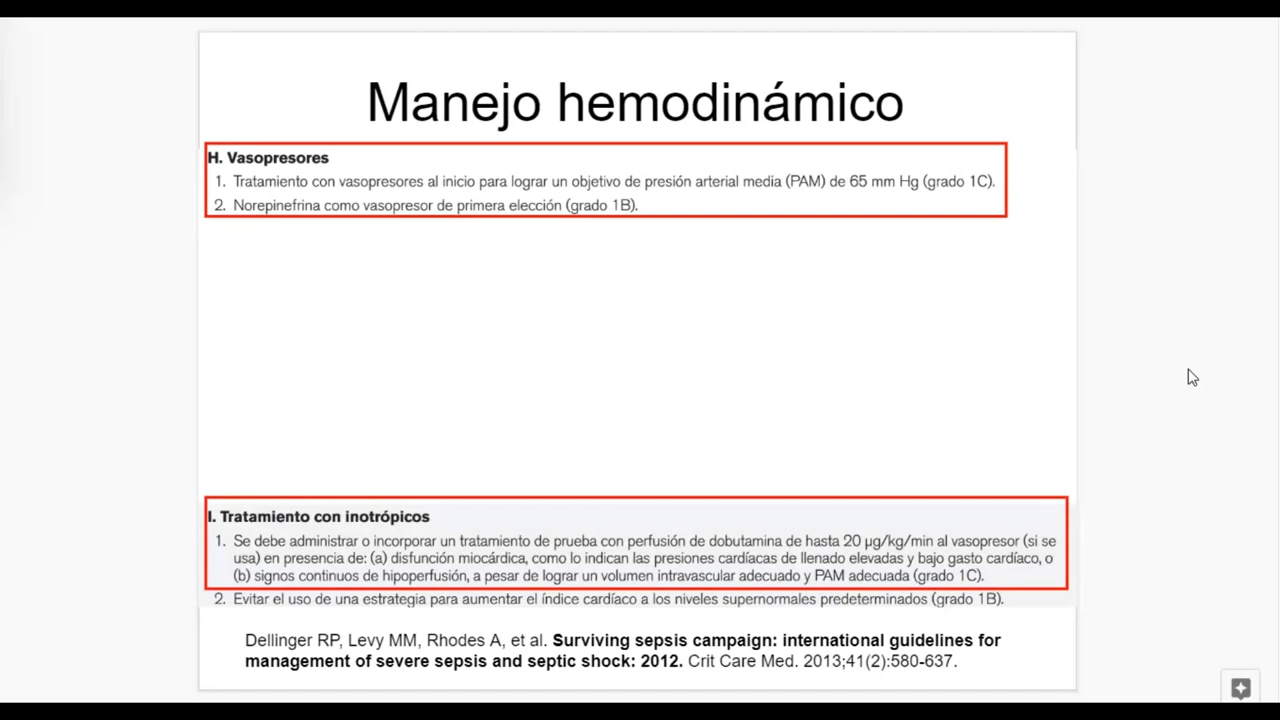 Manejo hemodinámico
H. Vasopresores
1. Tratamiento con vasopresores al inicio para lograr un objetivo de presión arterial media (PAM) de 65 mm Hg (grado 1C).
2. Norepinefrina como vasopresor de primera elección (grado 1B).
I. Tratamiento con inotrópicos
1. Se debe administrar o incorporar un tratamiento de prueba con perfusión de dobutamina de hasta 20 μg/kg/min al vasopresor (si se
usa) en presencia de: (a) disfunción miocárdica, como lo indican las presiones cardíacas de llenado elevadas y bajo gasto cardíaco, o
(b) signos continuos de hipoperfusión, a pesar de lograr un volumen intravascular adecuado y PAM adecuada (grado 1C).
2. Evitar el uso de una estrategia para aumentar el índice cardíaco a los niveles supernormales predeterminados (grado 1B).
Dellinger RP, Levy MM, Rhodes A, et al. Surviving sepsis campaign: international guidelines for
management of severe sepsis and septic shock: 2012. Crit Care Med. 2013;41(2):580-637.